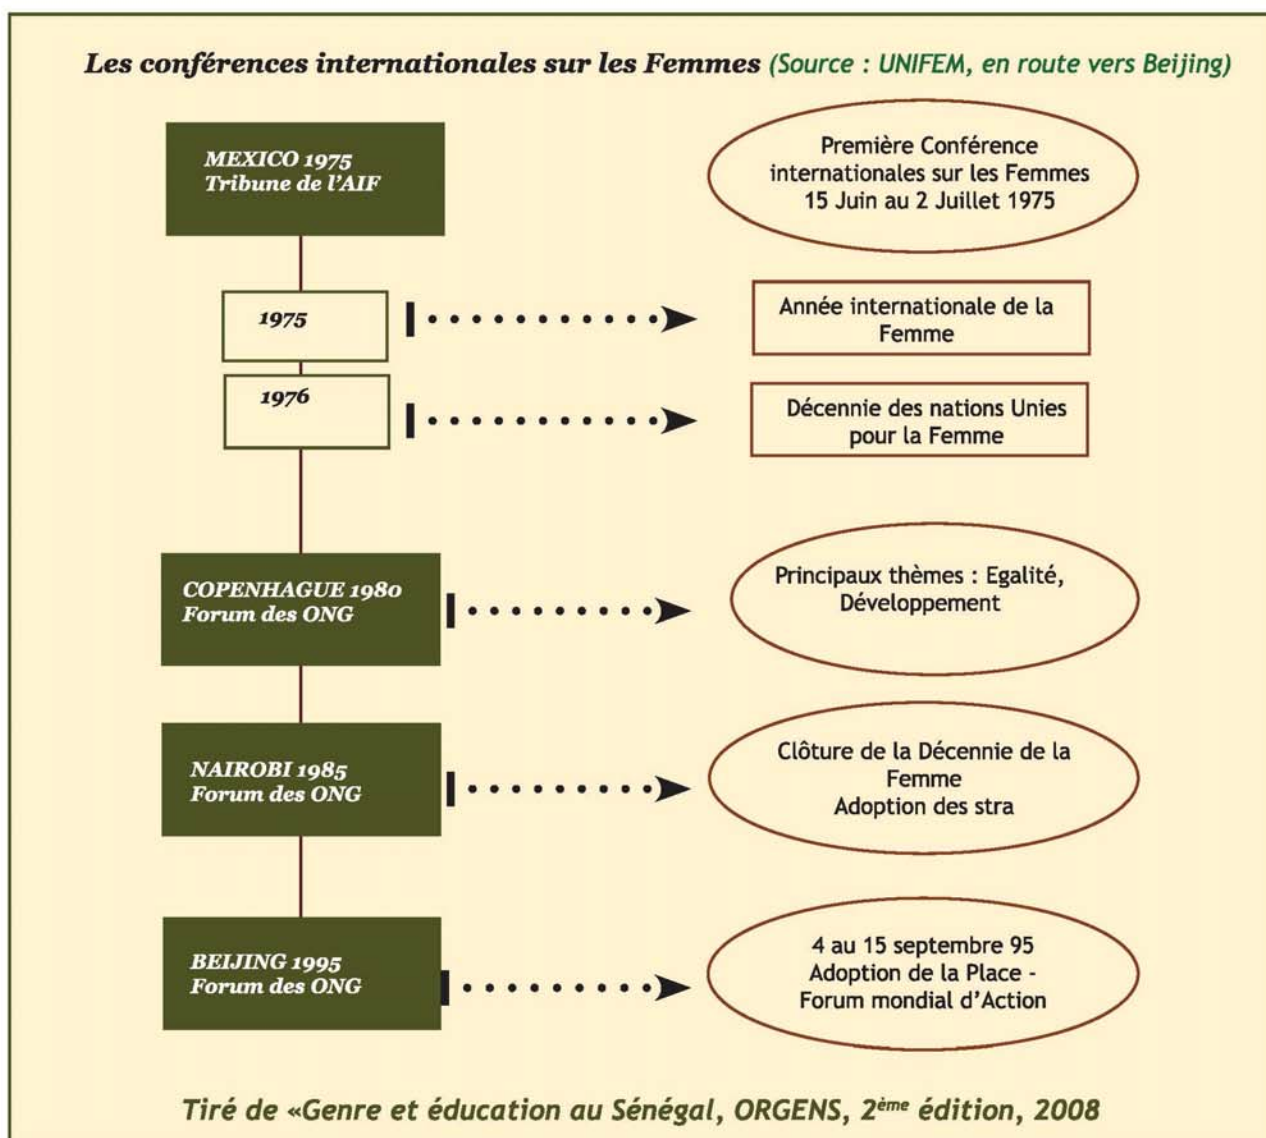 Les conférences internationales sur les Femmes (Source : UNIFEM, en route vers Beijing)
MEXICO 1975
Tribune de l'AIF
Première Conférence
internationales sur les Femmes
15 Juin au 2 Juillet 1975
1975
Année internationale de la
Femme
1976
Décennie des nations Unies
pour la Femme
COPENHAGUE 1980
Forum des ONG
Principaux thèmes : Egalité,
Développement
NAIROBI 1985
Forum des ONG
Clôture de la Décennie de la
Femme
Adoption des stra
BEIJING 1995
Forum des ONG
4 au 15 septembre 95
Adoption de la Place -
Forum mondial d'Action
Tiré de «Genre et éducation au Sénégal, ORGENS, 2ème édition, 2008